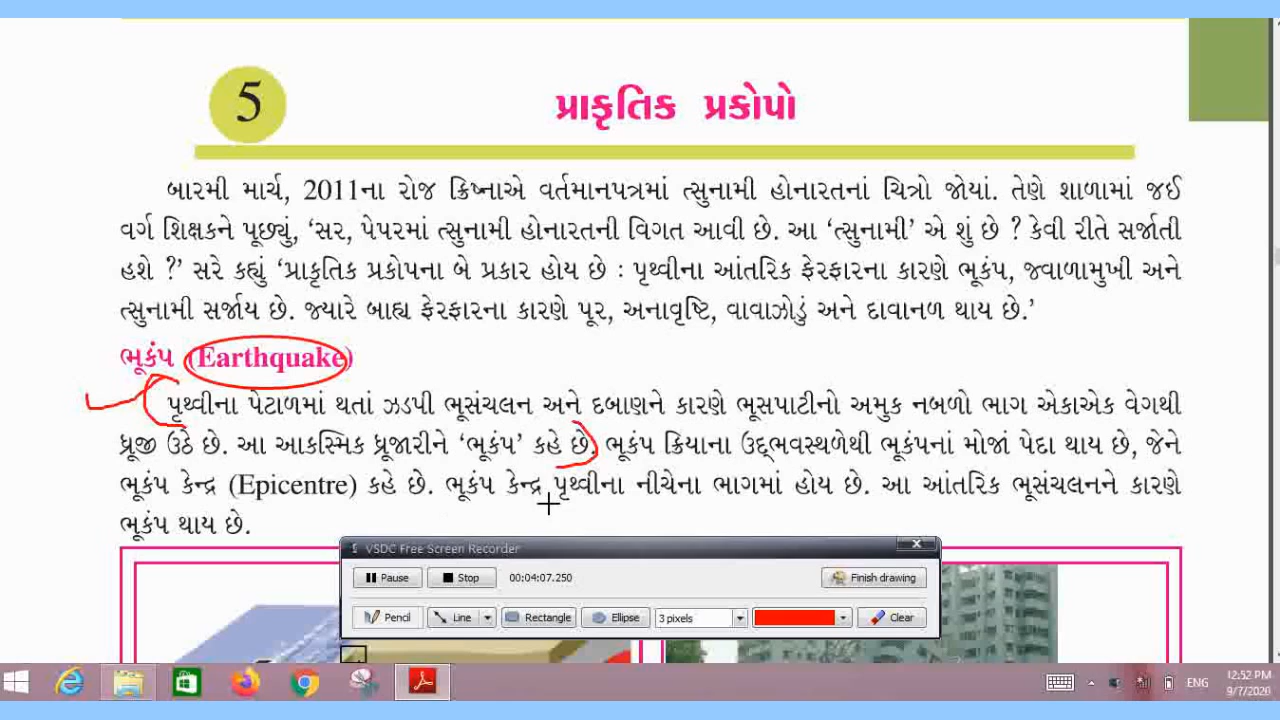 5
પ્રાકૃતિક પ્રકોપો
બારમી માર્ચ, 2011ના રોજ ક્રિષ્નાએ વર્તમાનપત્રમાં ત્સુનામી હોનારતનાં ચિત્રો જોયાં. તેણે શાળામાં જઈ
વર્ગ શિક્ષકને પૂછ્યું, ‘સર, પેપરમાં ત્સુનામી હોનારતની વિગત આવી છે. આ ‘ત્સુનામી’ એ શું છે ? કેવી રીતે સર્જાતી
હશે ?’ સરે કહ્યું ‘પ્રાકૃતિક પ્રકોપના બે પ્રકાર હોય છે : પૃથ્વીના આંતરિક ફેરફારના કારણે ભૂકંપ, જ્વાળામુખી અને
ત્સુનામી સર્જાય છે. જ્યારે બાહ્ય ફેરફારના કારણે પૂર, અનાવૃષ્ટિ, વાવાઝોડું અને દાવાનળ થાય છે.’
ભૂકંપ (Earthquake)
પૃથ્વીના પેટાળમાં થતાં ઝડપી ભૂસંચલન અને દબાણને કારણે ભૂસપાટીનો અમુક નબળો ભાગ એકાએક વેગથી
ધ્રૂજી ઉઠે છે. આ આકસ્મિક ધ્રૂજારીને ‘ભૂકંપ’ કહે છે. ભૂકંપ ક્રિયાના ઉદ્ભવસ્થળેથી ભૂકંપનાં મોજાં પેદા થાય છે, જેને
ભૂકંપ કેન્દ્ર (Epicentre) કહે છે. ભૂકંપ કેન્દ્ર પૃથ્વીના નીચેના ભાગમાં હોય છે. આ આંતરિક ભૂસંચલનને કારણે
ભૂકંપ થાય છે.
VSDC Free Screen Recorder
Pause Stop 00:04:07.250 Finish drawing
Pencil Line Rectangle Ellipse 3 pixels Clear
ENG 12:52 PM
9/7/2020